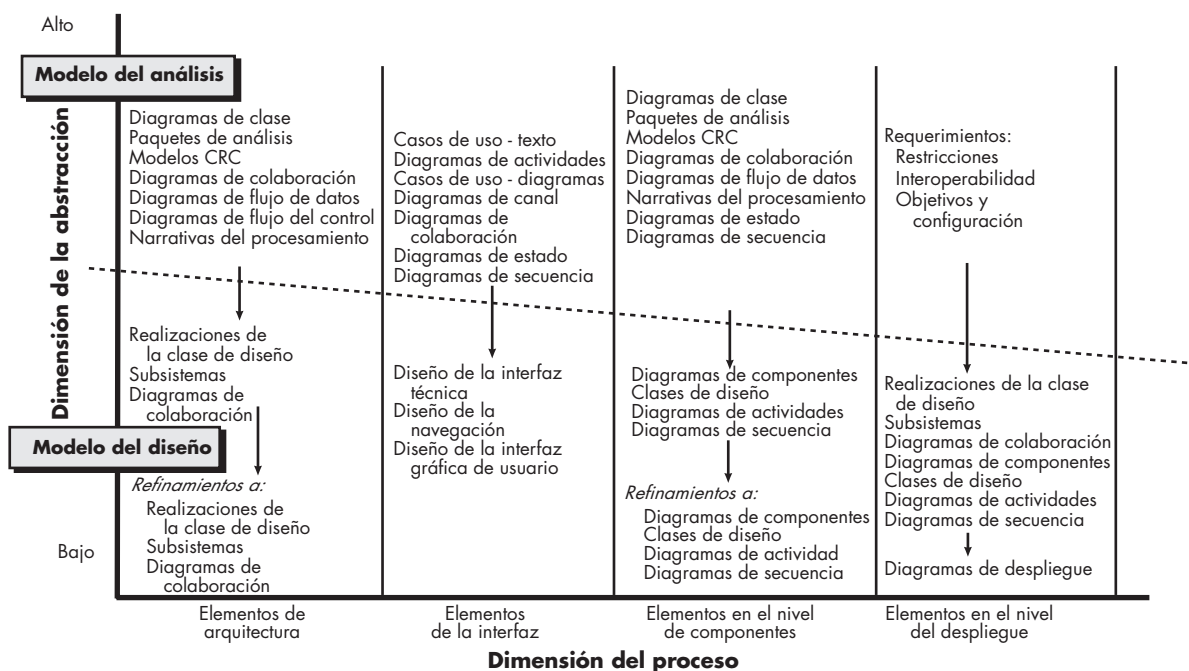 Alto
Modelo del análisis
Dimensión de la abstracción
Modelo del diseño
Bajo
Diagramas de clase
Paquetes de análisis
Modelos CRC
Diagramas de colaboración
Diagramas de flujo de datos
Diagramas de flujo del control
Narrativas del procesamiento
Realizaciones de
la clase de diseño
Subsistemas
Diagramas de
colaboración
Refinamientos a:
Realizaciones de
la clase de diseño
Subsistemas
Diagramas de
colaboración
Elementos de
arquitectura
Casos de uso - texto
Diagramas de actividades
Casos de uso - diagramas
Diagramas de canal
Diagramas de
colaboración
Diagramas de estado
Diagramas de secuencia
Diseño de la interfaz
técnica
Diseño de la
navegación
Diseño de la interfaz
gráfica de usuario
Elementos
de la interfaz
Diagramas de clase
Paquetes de análisis
Modelos CRC
Diagramas de colaboración
Diagramas de flujo de datos
Narrativas del procesamiento
Diagramas de estado
Diagramas de secuencia
Diagramas de componentes
Clases de diseño
Diagramas de actividades
Diagramas de secuencia
Refinamientos a:
Diagramas de componentes
Clases de diseño
Diagramas de actividad
Diagramas de secuencia
Elementos en el nivel
de componentes
Requerimientos:
Restricciones
Interoperabilidad
Objetivos y
configuración
Realizaciones de la clase
de diseño
Subsistemas
Diagramas de colaboración
Diagramas de componentes
Clases de diseño
Diagramas de actividades
Diagramas de secuencia
Diagramas de despliegue
Elementos en el nivel
del despliegue
Dimensión del proceso